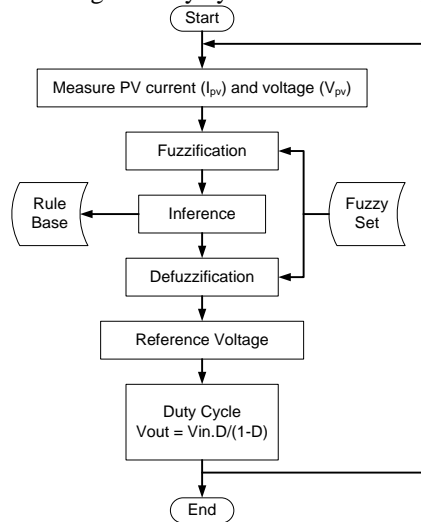 Start
Measure PV current (Ipv) and voltage (Vpv)
Fuzzification
Rule
Base
Inference
Fuzzy
Set
Defuzzification
Reference Voltage
Duty Cycle
Vout = Vin.D/(1-D)
End